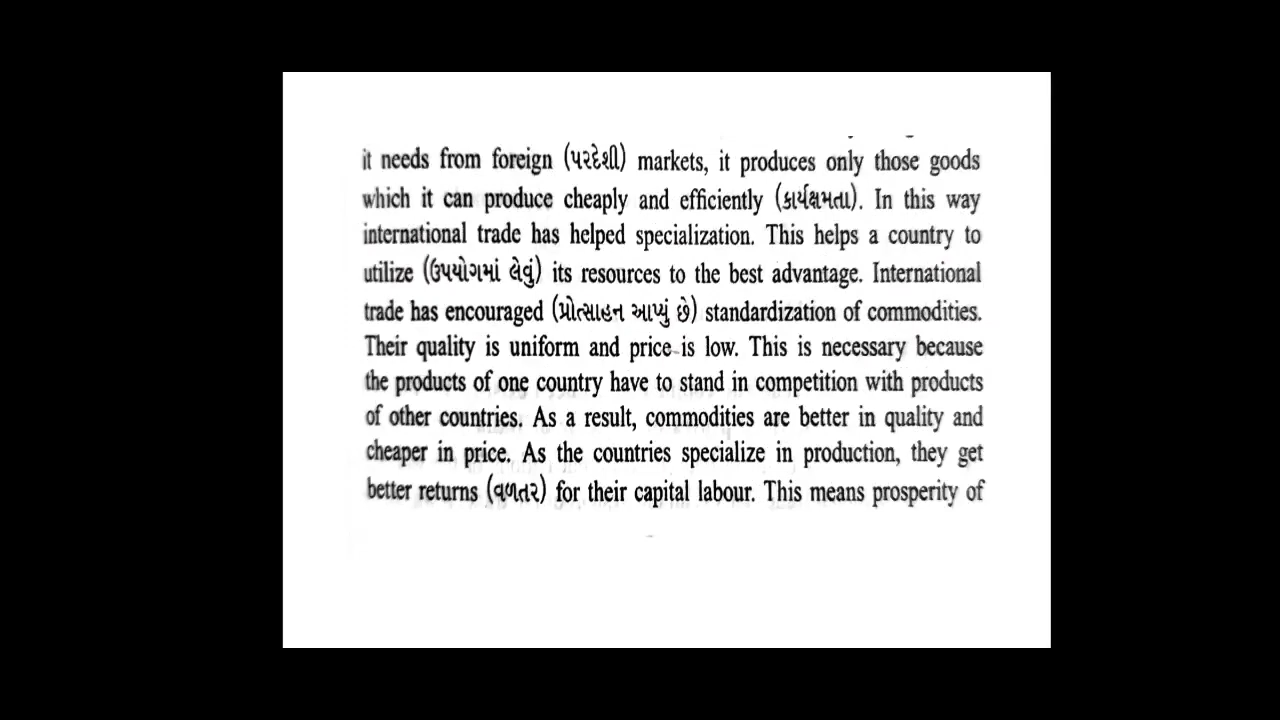 it needs from foreign (પરદેશી) markets, it produces only those goods
which it can produce cheaply and efficiently (કાર્યક્ષમતા). In this way
international trade has helped specialization. This helps a country to
utilize (ઉપયોગમાં લેવું) its resources to the best advantage. International
trade has encouraged (પ્રોત્સાહન આપ્યું છે) standardization of commodities.
Their quality is uniform and price is low. This is necessary because
the products of one country have to stand in competition with products
of other countries. As a result, commodities are better in quality and
cheaper in price. As the countries specialize in production, they get
better returns (વળતર) for their capital labour. This means prosperity of